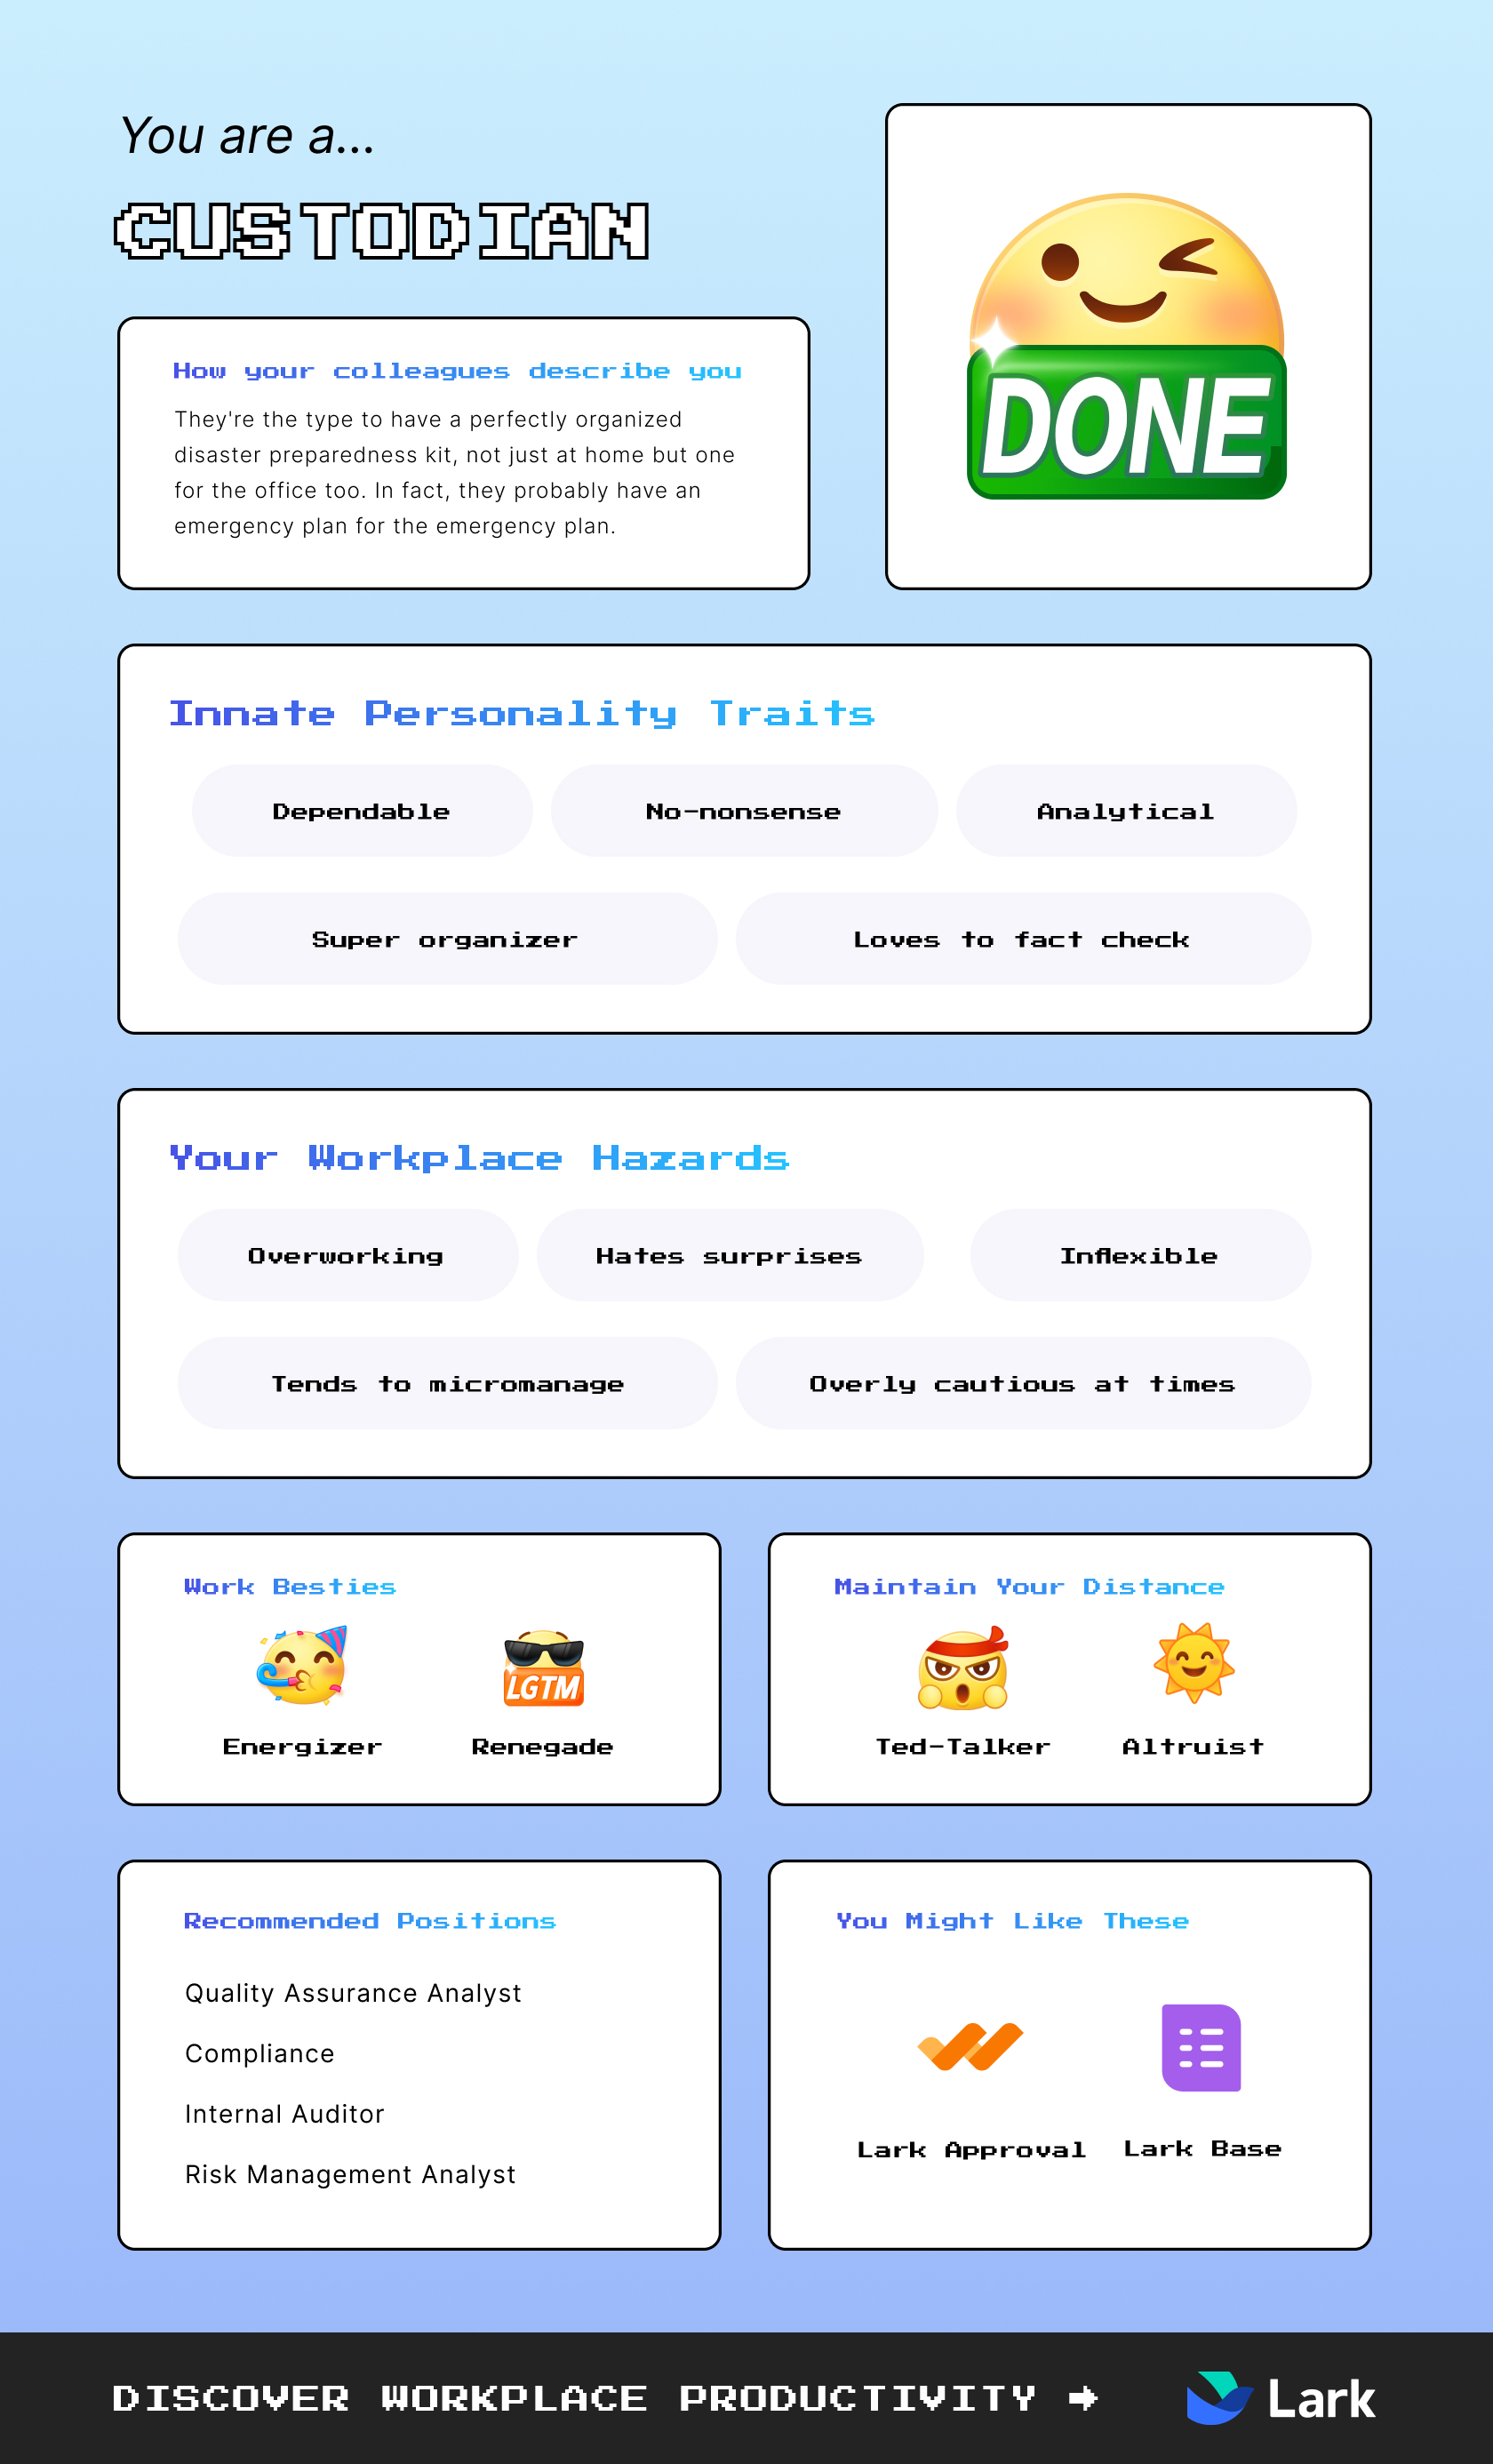 You are a...
CUSTODIAN
How your colleagues describe you
They're the type to have a perfectly organized
disaster preparedness kit, not just at home but one
for the office too. In fact, they probably have an
emergency plan for the emergency plan.
DONE
Innate Personality Traits
Dependable
No-nonsense
Analytical
Super organizer
Loves to fact check
Your Workplace Hazards
Overworking
Hates surprises
Inflexible
Tends to micromanage
Overly cautious at times
Work Besties
LGTM
Energizer
Renegade
Maintain Your Distance
Ted-Talker
Altruist
Recommended Positions
Quality Assurance Analyst
Compliance
Internal Auditor
Risk Management Analyst
You Might Like These
Lark Approval
Lark Base
DISCOVER WORKPLACE PRODUCTIVITY →
Lark